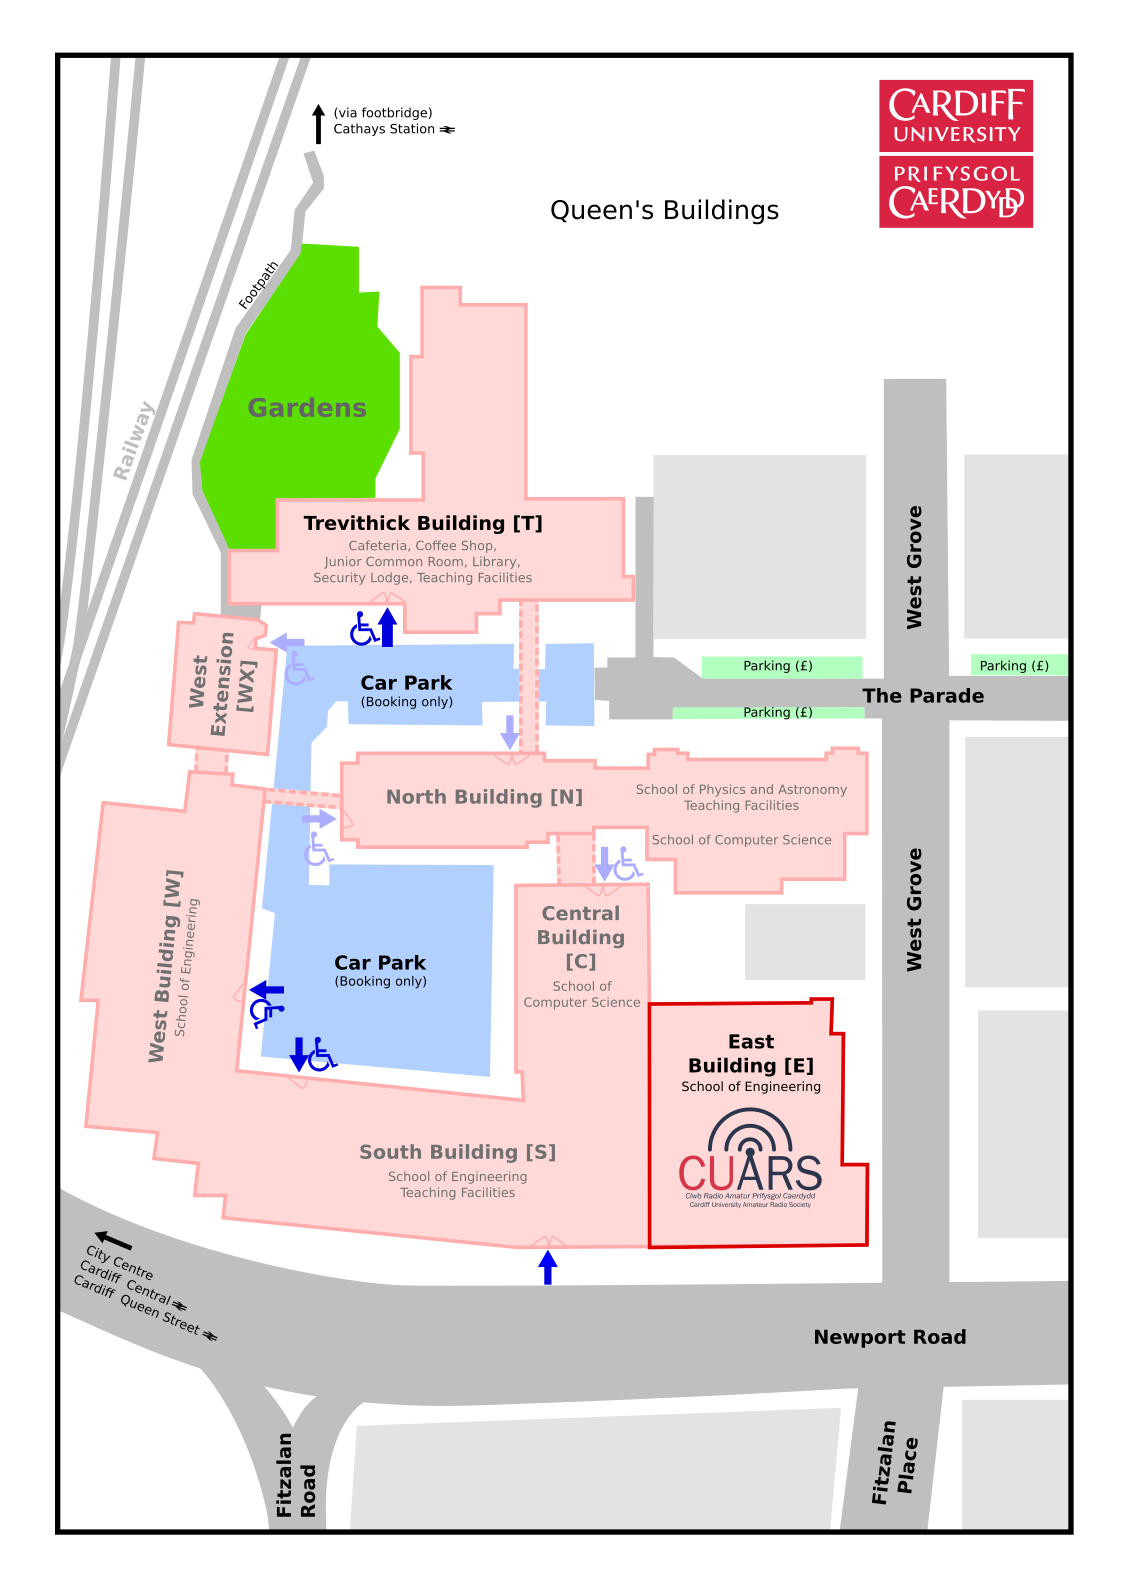 (via footbridge)
Cathays Station
CARDIFF
UNIVERSITY
PRIFYSGOL
CAERDYDD
Queen's Buildings
Footpath
Gardens
Railway
Trevithick Building [T]
Cafeteria, Coffee Shop,
Junior Common Room, Library,
Security Lodge, Teaching Facilities
West Grove
West
Extension
[WX]
Car Park
(Booking only)
Parking (£)
Parking (£)
The Parade
Parking (£)
North Building [N]
School of Physics and Astronomy
Teaching Facilities
School of Computer Science
West Building [W]
School of Engineering
Central
Building
[C]
School of
Computer Science
West Grove
Car Park
(Booking only)
East
Building [E]
School of Engineering
CUARS
Clwb Radio Amatur Prifysgol Caerdydd
Cardiff University Amateur Radio Society
South Building [S]
School of Engineering
Teaching Facilities
City Centre
Cardiff Central
Cardiff Queen Street
Newport Road
Fitzalan
Road
Fitzalan
Place